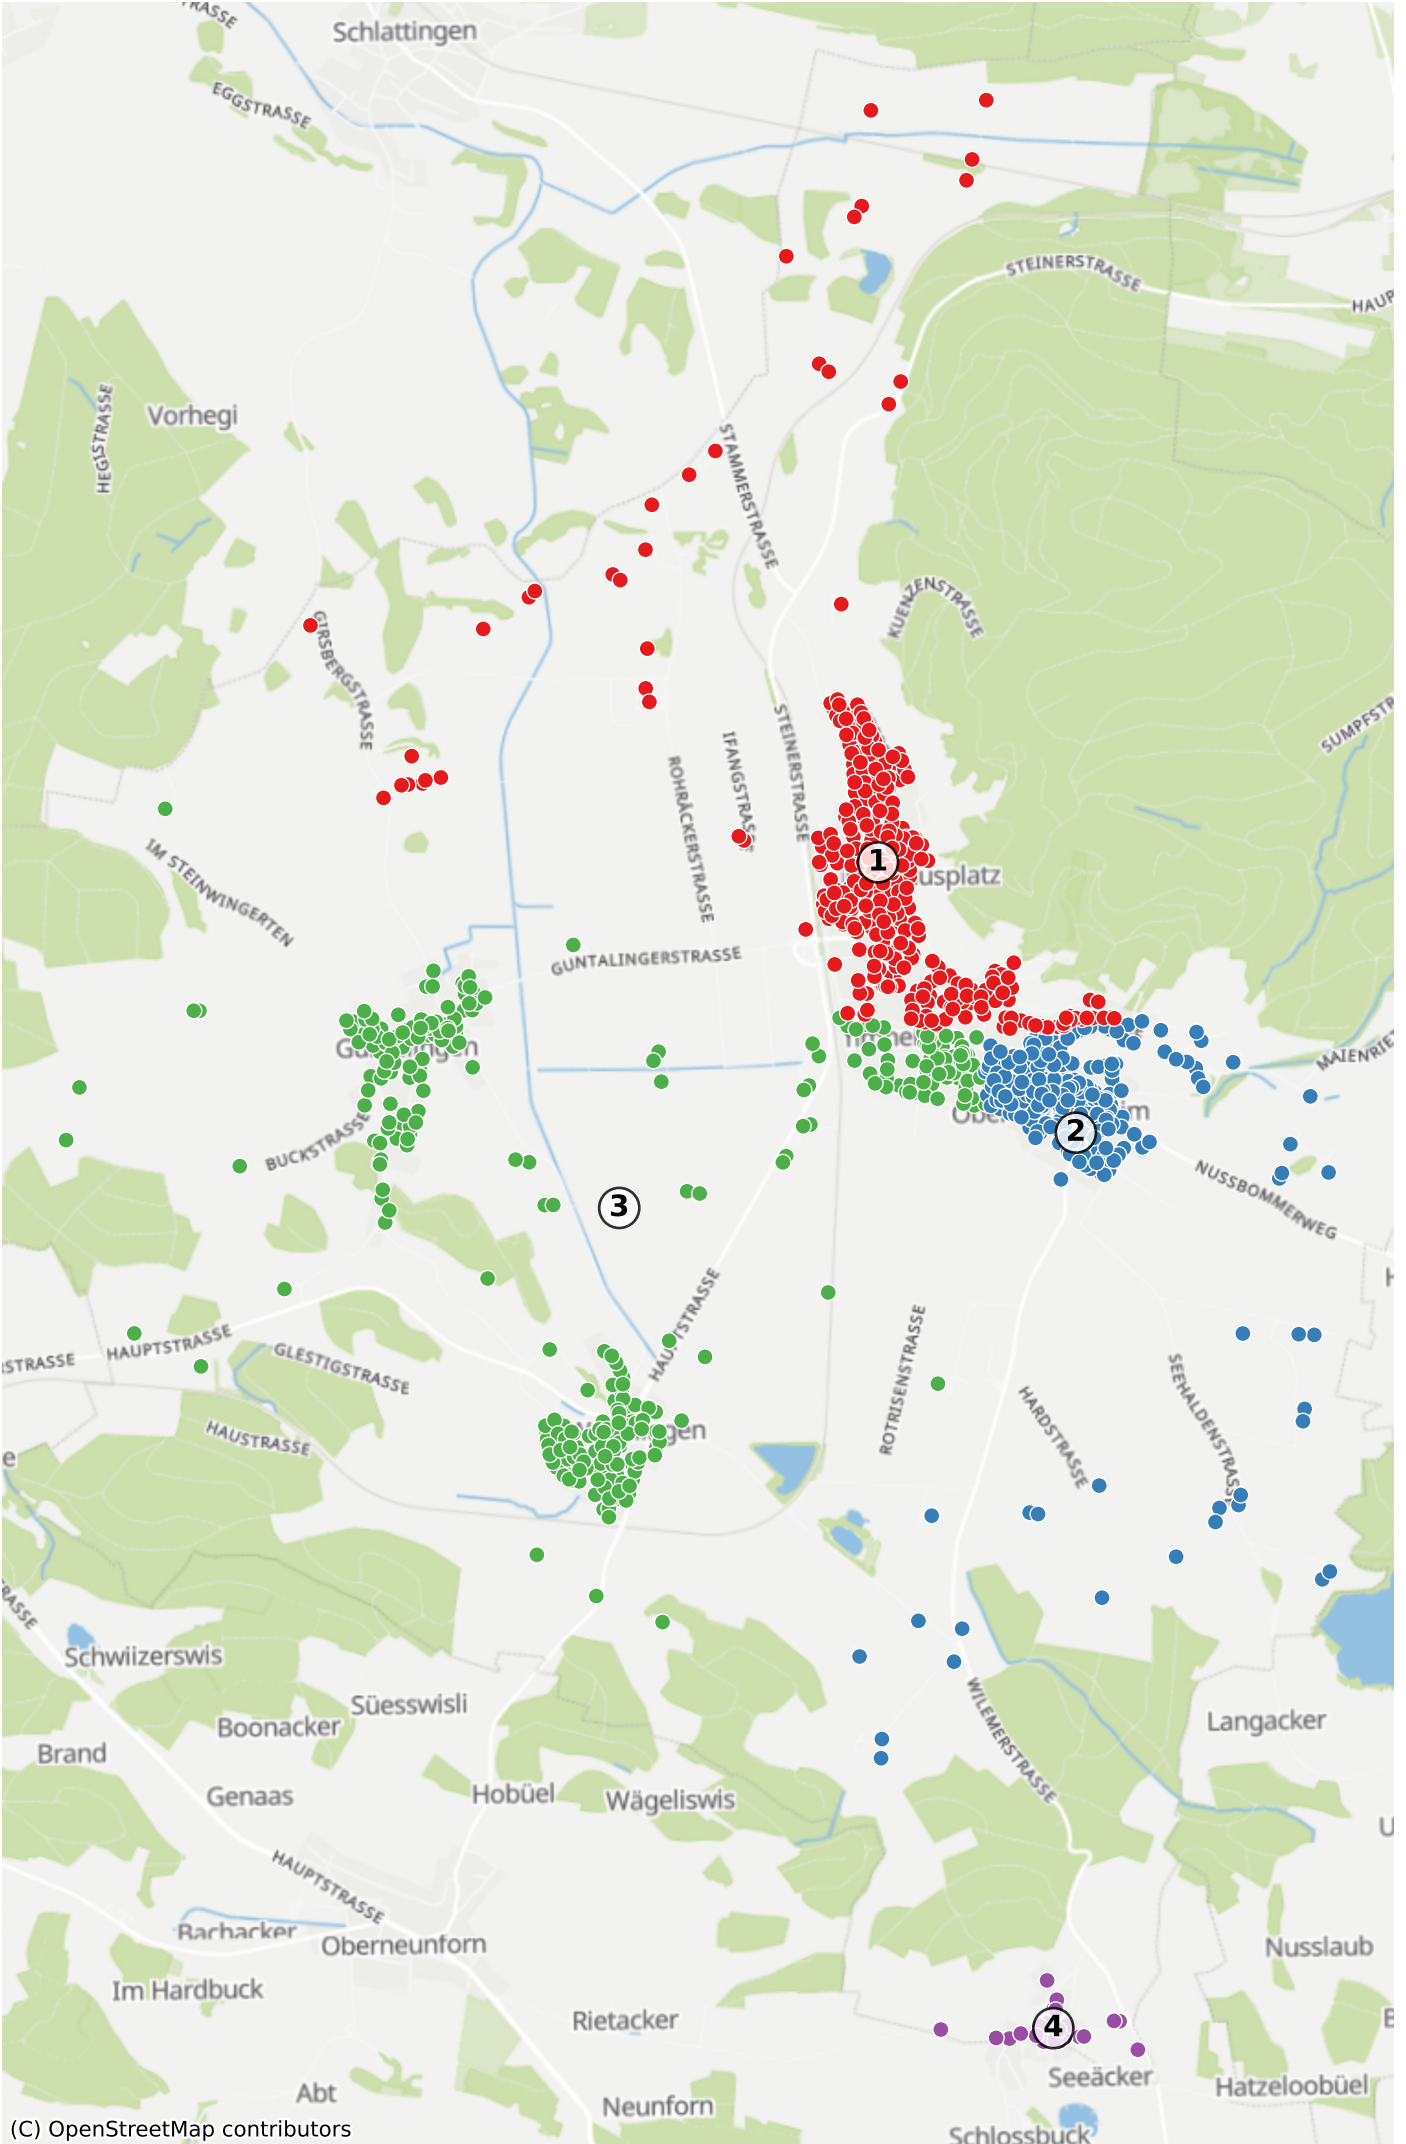 Schlattingen
EGGSTRASSE
STEINERSTRASSE
HEGISTRASSE
Vorhegi
STAMMERSTRASSE
KUENZENSTRASSE
GIRSBERGSTRASSE
STEINERSTRASSE
IFANGSTRASSE
ROHRÄCKERSTRASSE
IM STEINWINGERTEN
1
usplatz
GUNTALINGERSTRASSE
BUCKSTRASSE
2
NUSSBOMMERWEG
3
HAUPTSTRASSE
HAUPTSTRASSE
GLESTIGSTRASSE
ROTRISENSTRASSE
HARDSTRASSE
SEEHALDENSTRASSE
HAUSTRASSE
Schwiizerswis
Süesswisli
Boonacker
Brand
Genaas
Hobüel
Wägeliswis
WILEMERSTRASSE
Langacker
HAUPTSTRASSE
Bachacker
Oberneunforn
Nusslaub
Im Hardbuck
Rietacker
4
Seeäcker
Hatzeloobüel
Abt
Neunforn
Schlossbuck
(C) OpenStreetMap contributors